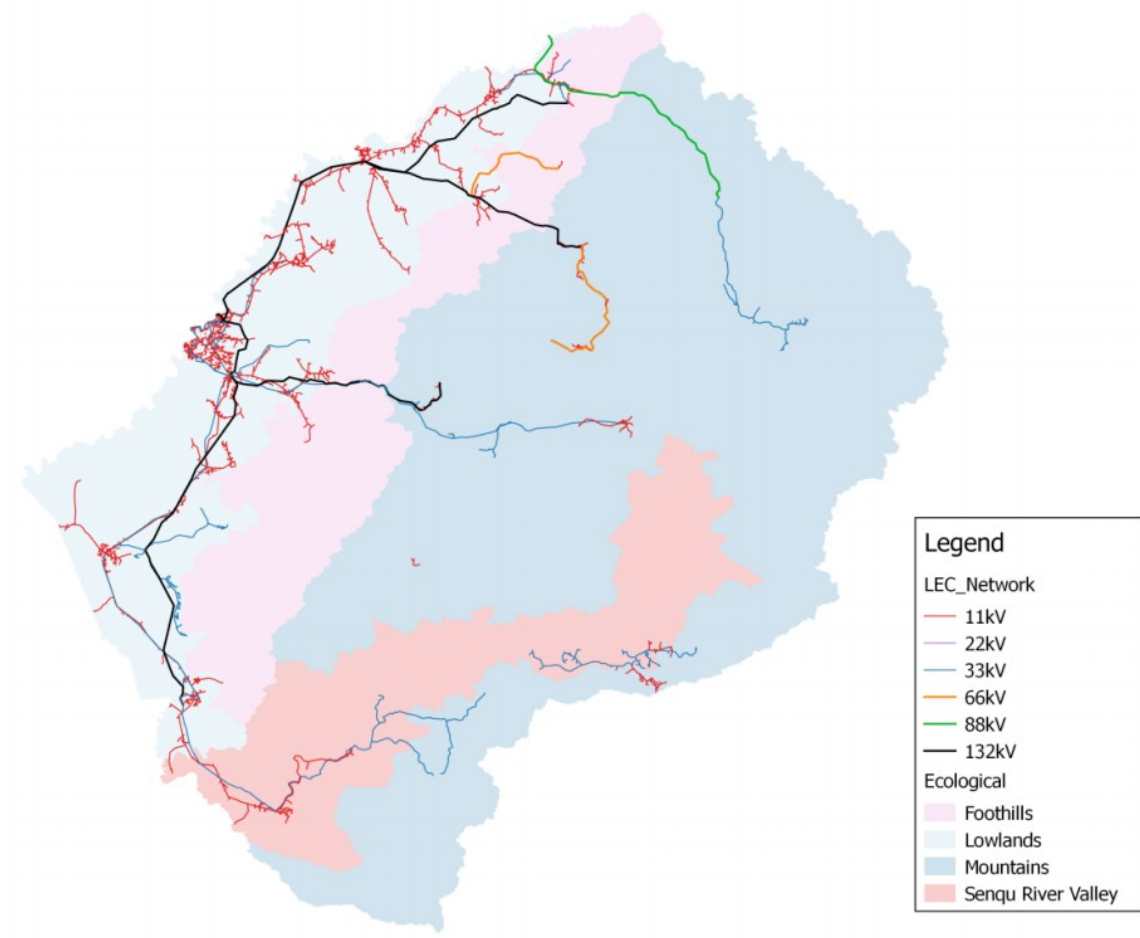 Legend
LEC_Network
11kV
22kV
33kV
66kV
88kV
132kV
Ecological
Foothills
Lowlands
Mountains
Senqu River Valley